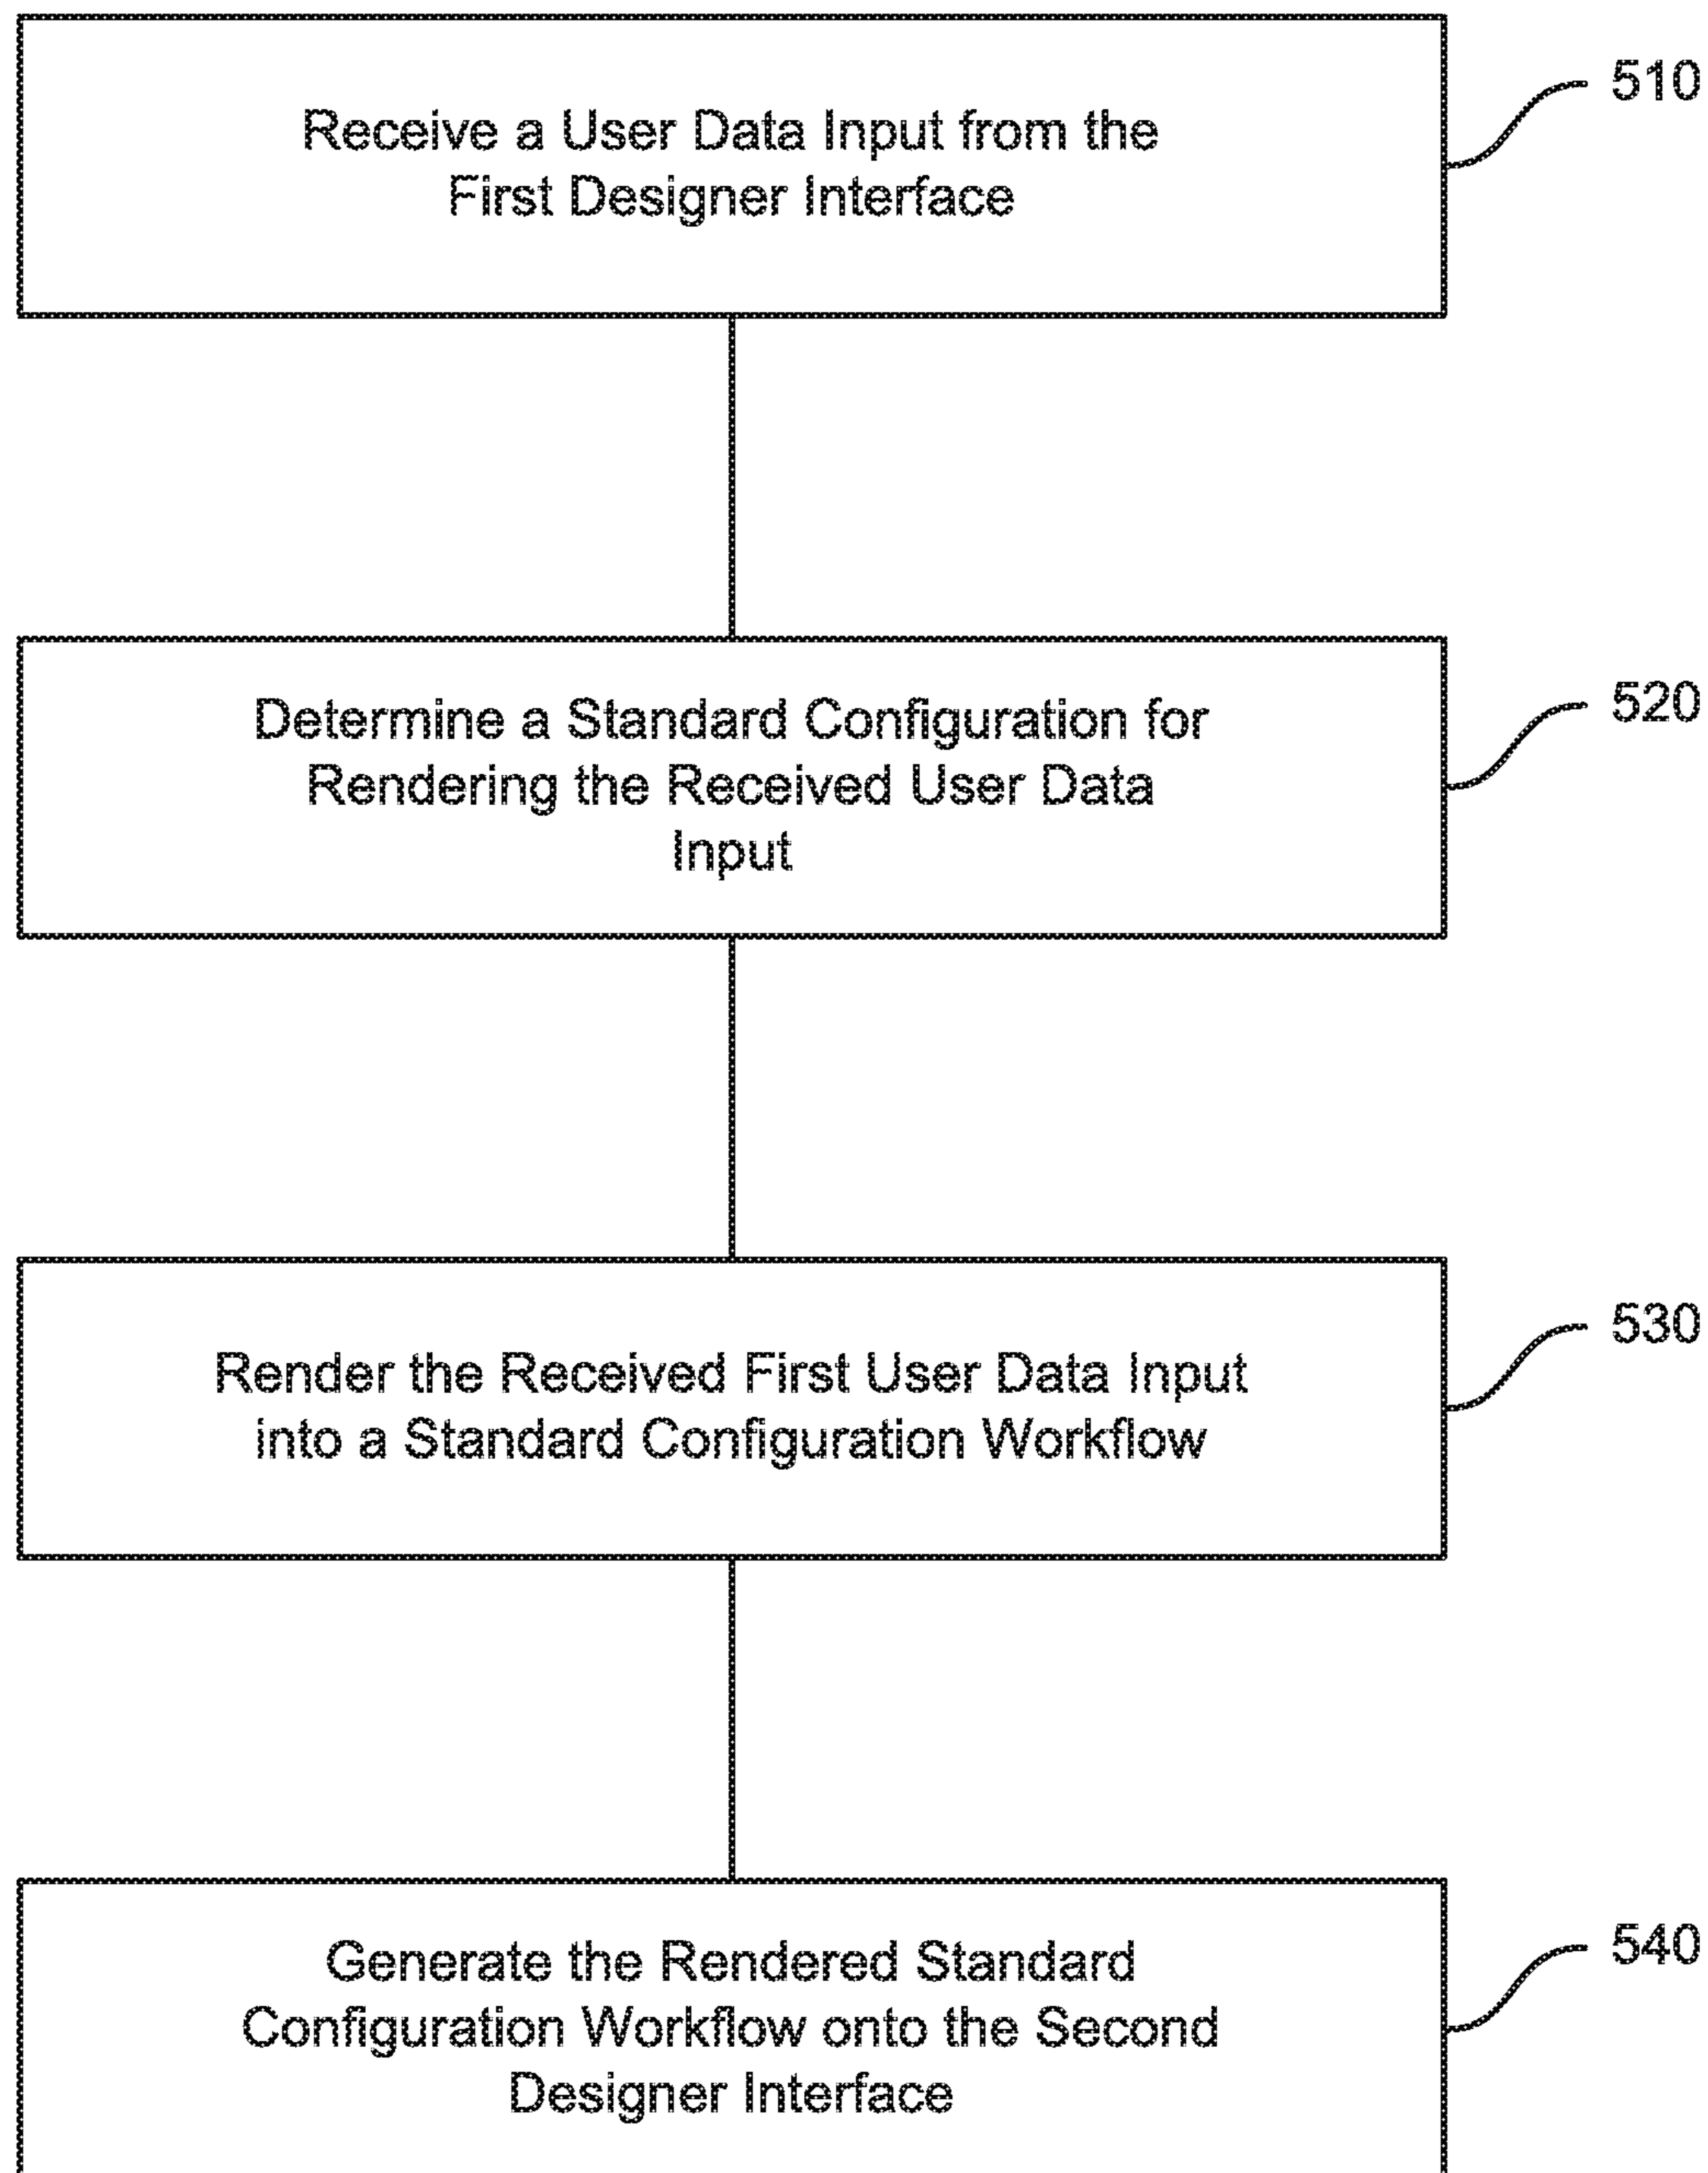 Receive a User Data Input from the
First Designer Interface
510
Determine a Standard Configuration for
Rendering the Received User Data
Input
520
Render the Received First User Data Input
into a Standard Configuration Workflow
530
Generate the Rendered Standard
Configuration Workflow onto the Second
Designer Interface
540